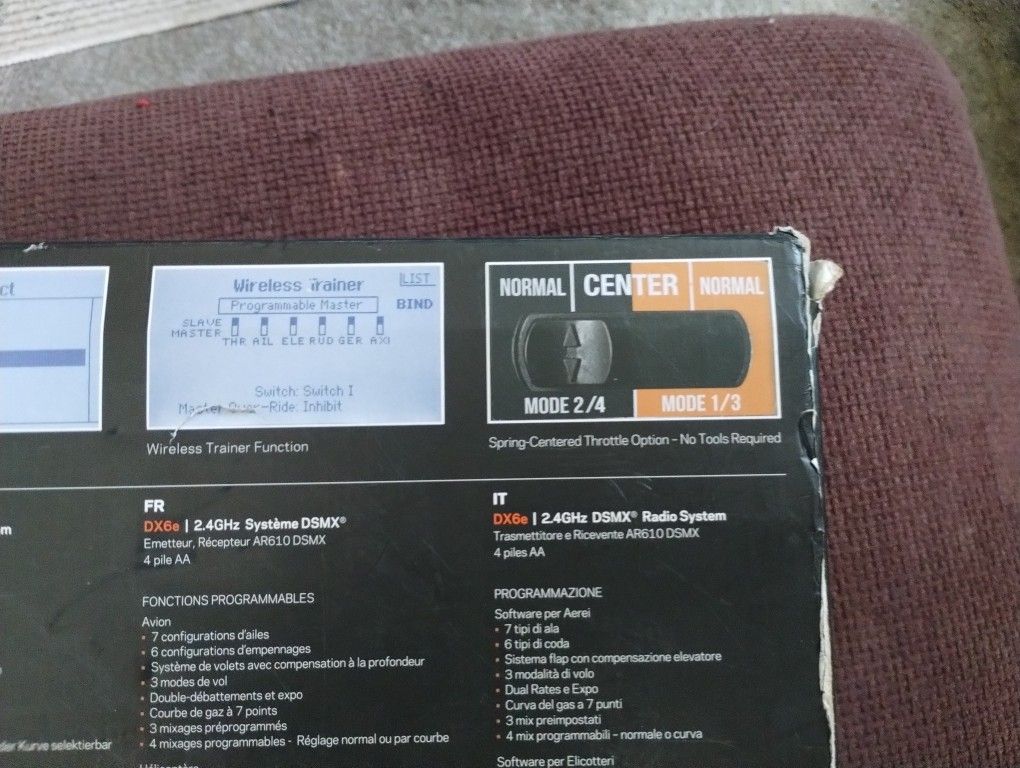 ct
Wireless Trainer
LIST
Programmable Master
BIND
SLAVE
MASTER
THR AIL ELE RUD GER AX1
Switch: Switch I
Master Over-Ride: Inhibit
Wireless Trainer Function
NORMAL CENTER NORMAL
MODE 2/4 MODE 1/3
Spring-Centered Throttle Option – No Tools Required
m
der Kurve selektierbar
FR
DX6e | 2.4GHz Système DSMX®
Emetteur, Récepteur AR610 DSMX
4 pile AA
FONCTIONS PROGRAMMABLES
Avion
• 7 configurations d'ailes
• 6 configurations d'empennages
• Système de volets avec compensation à la profondeur
• 3 modes de vol
• Double-débattements et expo
• Courbe de gaz à 7 points
• 3 mixages préprogrammés
• 4 mixages programmables - Réglage normal ou par courbe
Hélicoptère
IT
DX6e | 2.4GHz DSMX® Radio System
Trasmettitore e Ricevente AR610 DSMX
4 piles AA
PROGRAMMAZIONE
Software per Aerei
• 7 tipi di ala
• 6 tipi di coda
• Sistema flap con compensazione elevatore
• 3 modalità di volo
• Dual Rates e Expo
• Curva del gas a 7 punti
• 3 mix preimpostati
• 4 mix programmabili – normale o curva
Software per Elicotteri